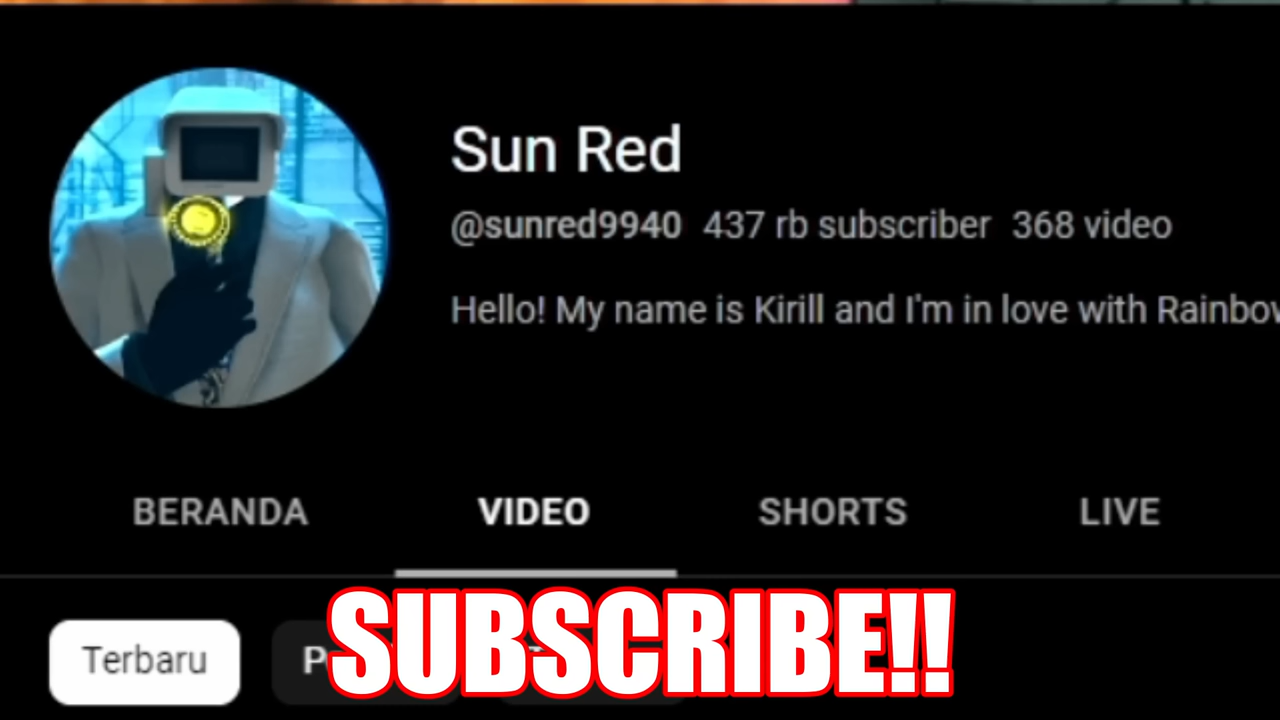 Sun Red
@sunred9940 437 rb subscriber 368 video
Hello! My name is Kirill and I'm in love with
BERANDA VIDEO SHORTS LIVE
Terbaru
SUBSCRIBE!!